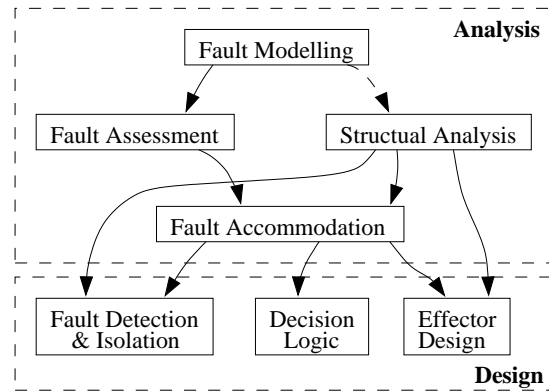 Analysis
Fault Modelling
Fault Assessment
Structual Analysis
Fault Accommodation
Fault Detection
& Isolation
Decision
Logic
Effector
Design
Design